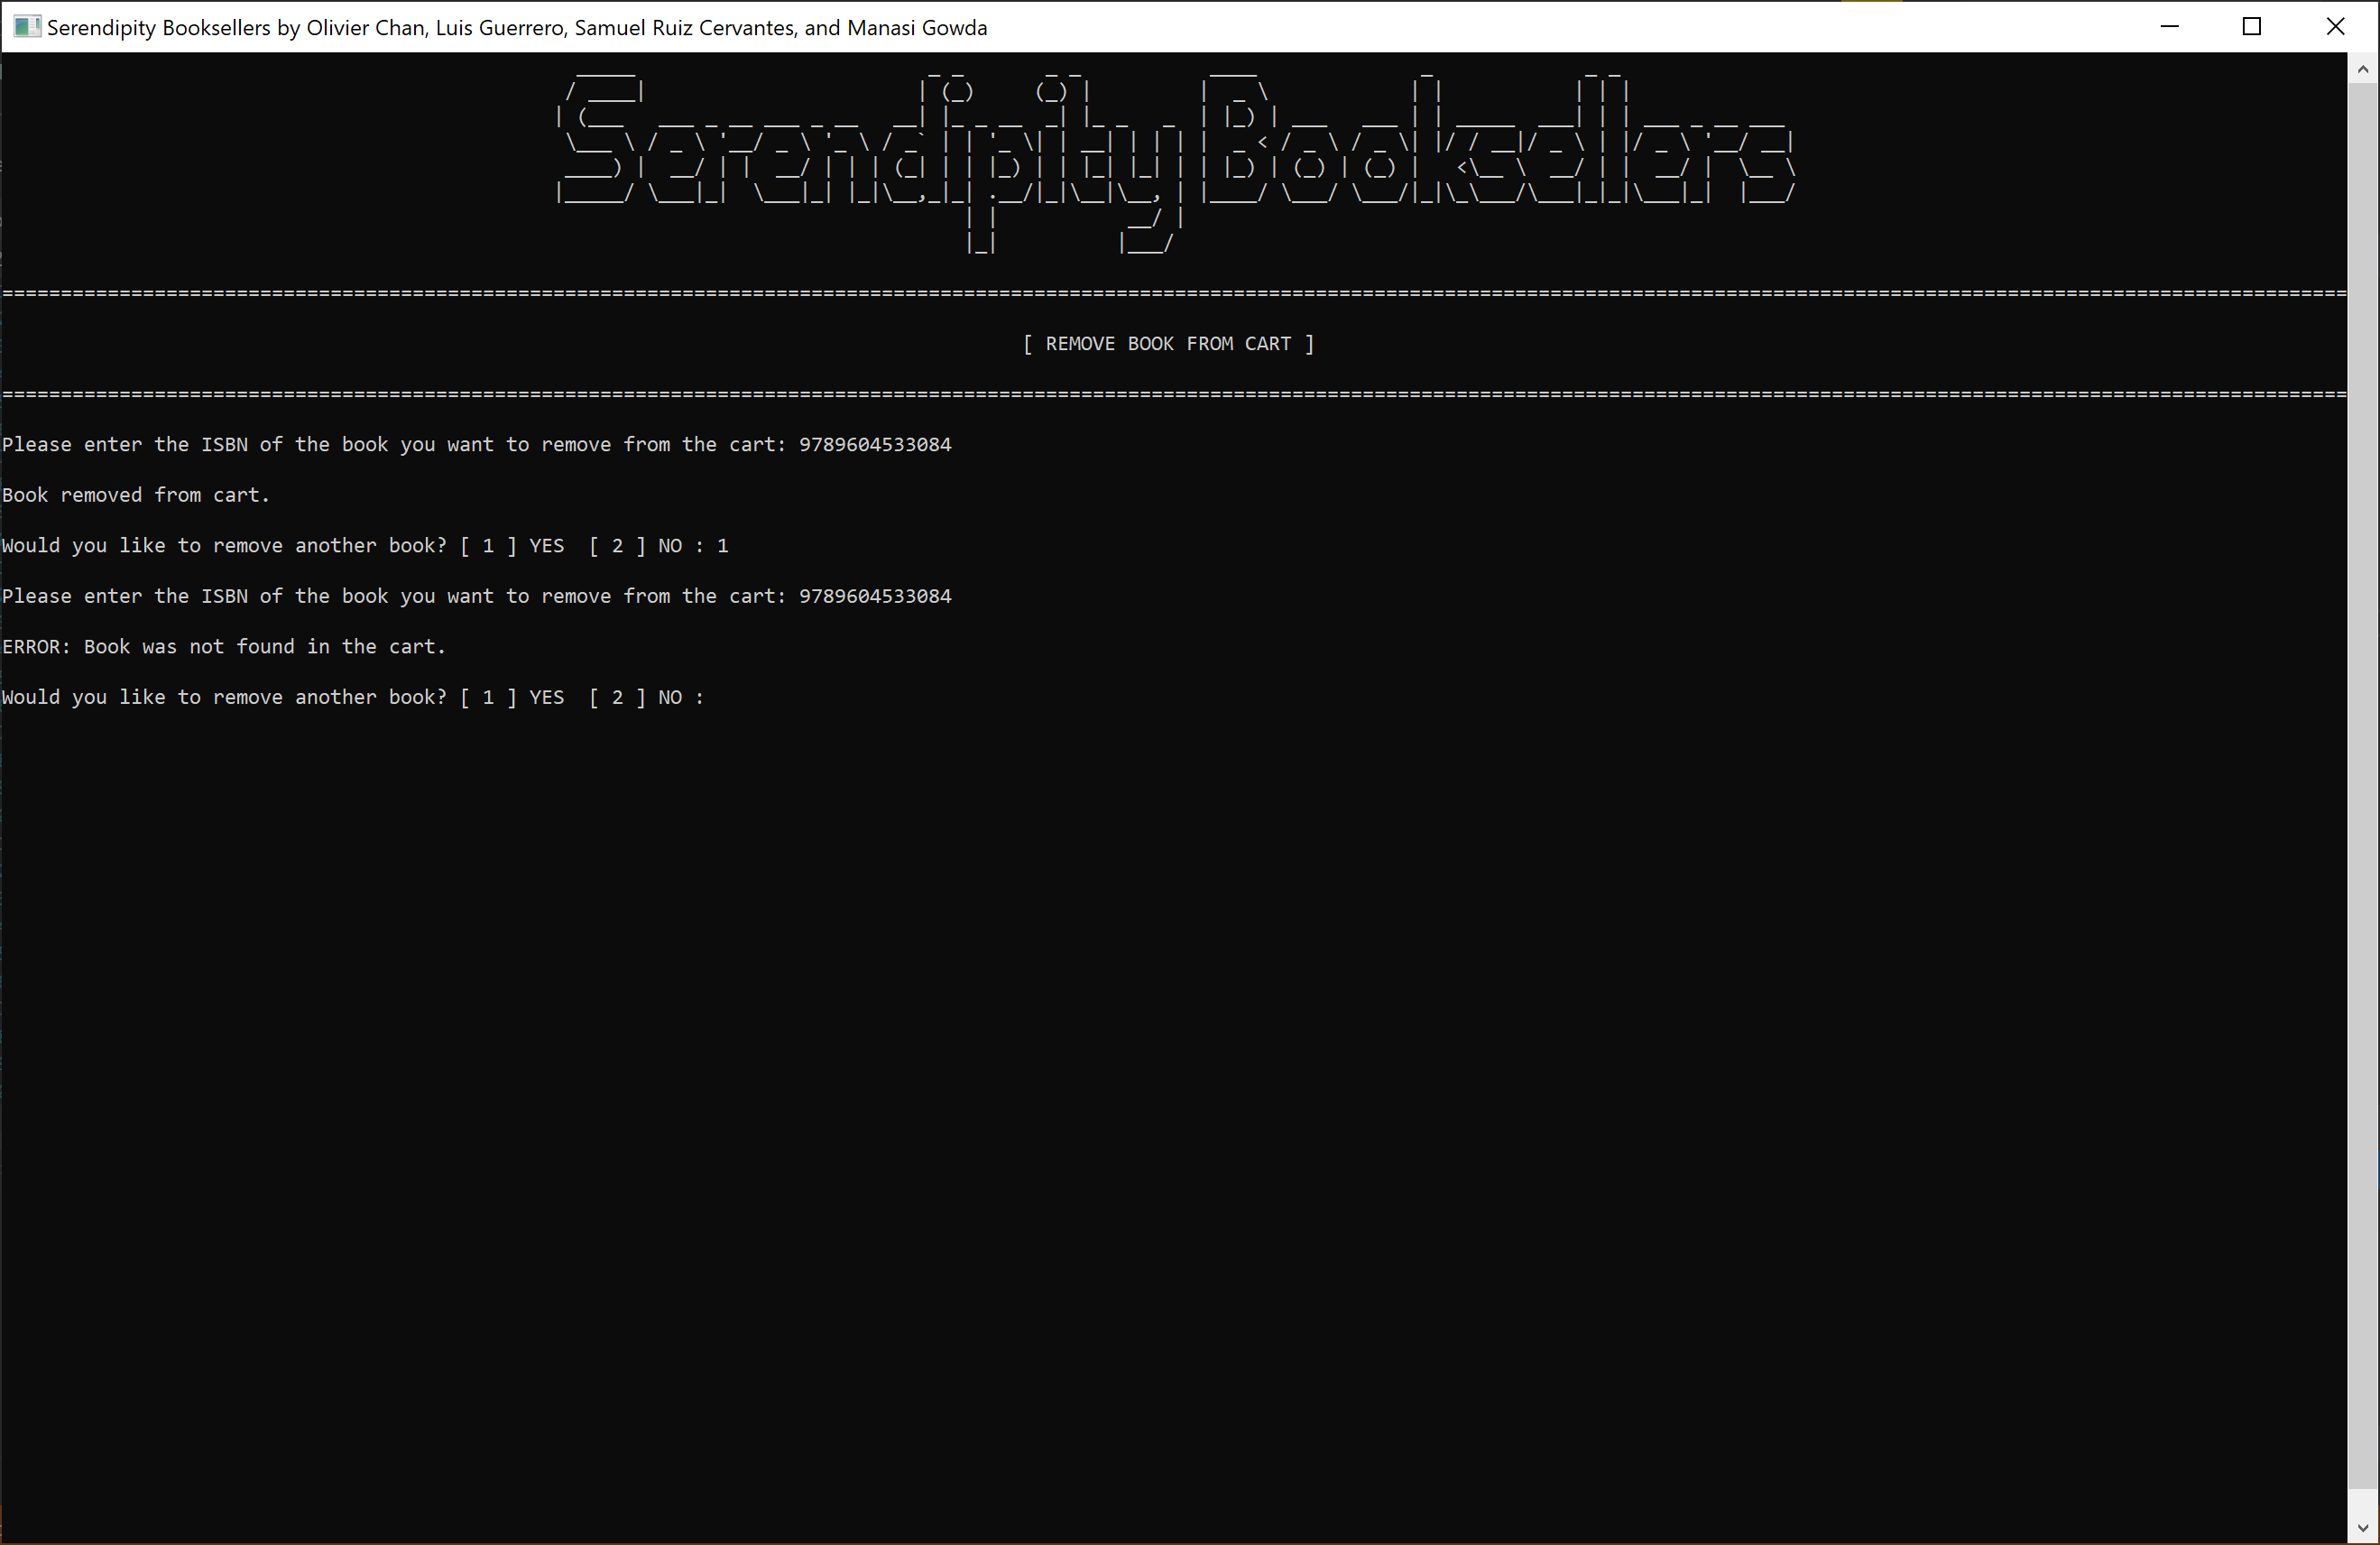 Serendipity Booksellers by Olivier Chan, Luis Guerrero, Samuel Ruiz Cervantes, and Manasi Gowda
Serendipity Booksellers
[ REMOVE BOOK FROM CART ]
Please enter the ISBN of the book you want to remove from the cart: 9789604533084
Book removed from cart.
Would you like to remove another book? [ 1 ] YES  [ 2 ] NO : 1
Please enter the ISBN of the book you want to remove from the cart: 9789604533084
ERROR: Book was not found in the cart.
Would you like to remove another book? [ 1 ] YES  [ 2 ] NO :